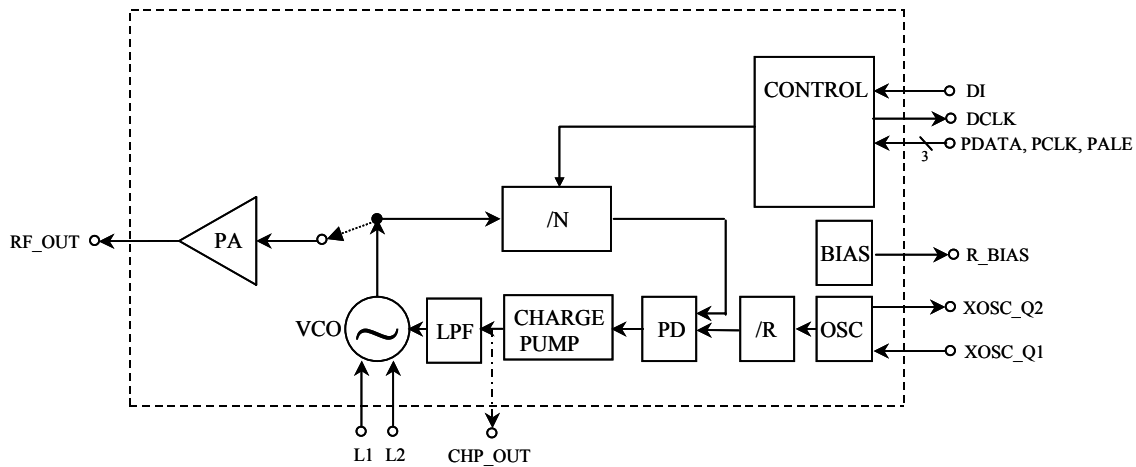 CONTROL
DI
DCLK
PDATA, PCLK, PALE
3
/N
RF_OUT
PA
BIAS
R_BIAS
VCO
LPF
CHARGE
PUMP
PD
/R
OSC
XOSC_Q2
XOSC_Q1
L1
L2
CHP_OUT